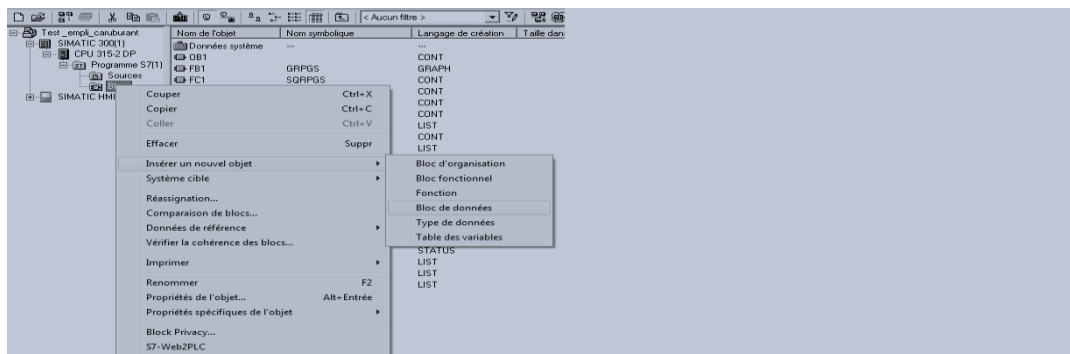 < Aucun filtre >
Test_empli_caruburant
SIMATIC 300(1)
CPU 315-2 DP
Programme S7(1)
Sources
SIMATIC HMI
Nom de l'objet Nom symbolique Langage de création Taille dan
Données système --- ---
OB1 CONT
FB1 GRPGS GRAPH
FC1 SQRPGS CONT
CONT
CONT
CONT
LIST
CONT
LIST
Couper Ctrl+X
Copier Ctrl+C
Coller Ctrl+V
Effacer Suppr
Insérer un nouvel objet
Système cible
Réassignation...
Comparaison de blocs...
Données de référence
Vérifier la cohérence des blocs...
Imprimer
Renommer F2
Propriétés de l'objet... Alt+Entrée
Propriétés spécifiques de l'objet
Block Privacy...
S7-Web2PLC
Bloc d'organisation
Bloc fonctionnel
Fonction
Bloc de données
Type de données
Table des variables
STATUS
LIST
LIST
LIST